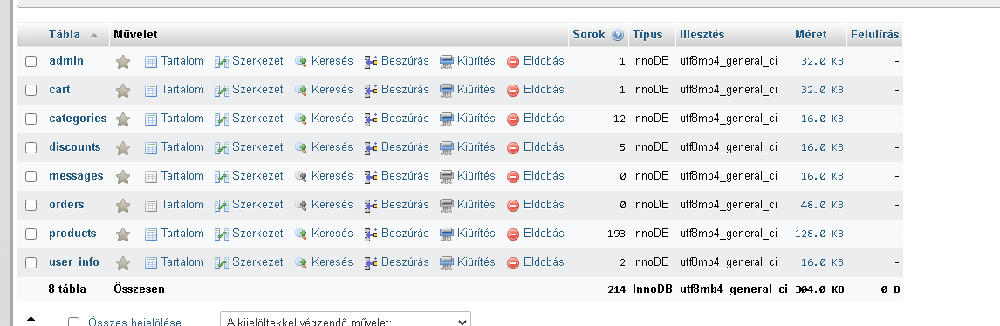 Tábla Művelet Sorok Típus Illesztés Méret Felülírás
admin Tartalom Szerkezet Keresés Beszúrás Kiürítés Eldobás 1 InnoDB utf8mb4_general_ci 32.0 KB -
cart Tartalom Szerkezet Keresés Beszúrás Kiürítés Eldobás 1 InnoDB utf8mb4_general_ci 32.0 KB -
categories Tartalom Szerkezet Keresés Beszúrás Kiürítés Eldobás 12 InnoDB utf8mb4_general_ci 16.0 KB -
discounts Tartalom Szerkezet Keresés Beszúrás Kiürítés Eldobás 5 InnoDB utf8mb4_general_ci 16.0 KB -
messages Tartalom Szerkezet Keresés Beszúrás Kiürítés Eldobás 0 InnoDB utf8mb4_general_ci 16.0 KB -
orders Tartalom Szerkezet Keresés Beszúrás Kiürítés Eldobás 0 InnoDB utf8mb4_general_ci 48.0 KB -
products Tartalom Szerkezet Keresés Beszúrás Kiürítés Eldobás 193 InnoDB utf8mb4_general_ci 128.0 KB -
user_info Tartalom Szerkezet Keresés Beszúrás Kiürítés Eldobás 2 InnoDB utf8mb4_general_ci 16.0 KB -
8 tábla Összesen 214 InnoDB utf8mb4_general_ci 304.0 KB 0 B
Összes bejelölése A kijelöltekkel végzendő művelet: